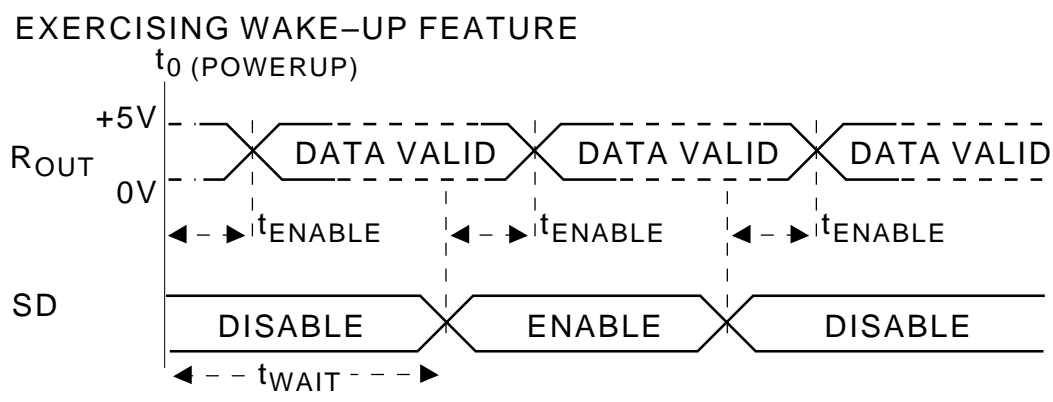 EXERCISING WAKE–UP FEATURE
t0 (POWERUP)
+5V
ROUT DATA VALID DATA VALID DATA VALID
0V
tENABLE tENABLE tENABLE
SD DISABLE ENABLE DISABLE
tWAIT